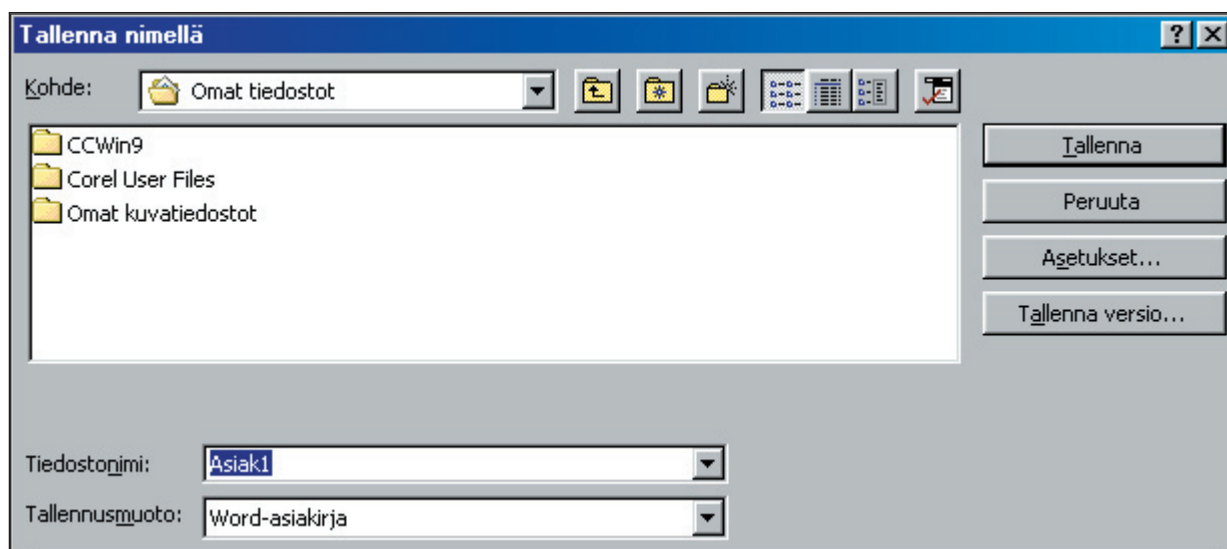 Tallenna nimellä
Kohde: Omat tiedostot
CCWin9
Corel User Files
Omat kuvatiedostot
Tallenna
Peruuta
Asetukset...
Tallenna versio...
Tiedostonimi: Asiak1
Tallennusmuoto: Word-asiakirja